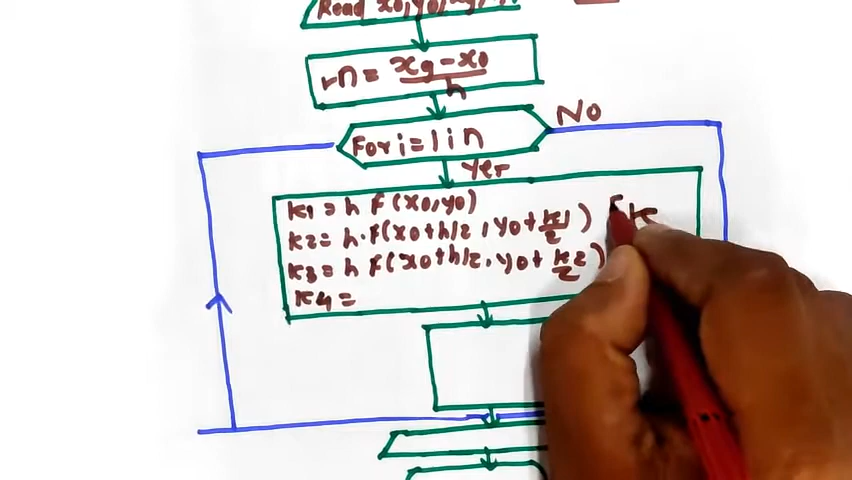 Read x0, y0, xg,
n = xg - x0 / h
For i = 1, i n
No
Yes
k1 = h f(x0, y0)
k2 = h.f(x0+h/2, y0+k1/2)
k3 = h f(x0+h/2, y0+k2/2)
k4 =